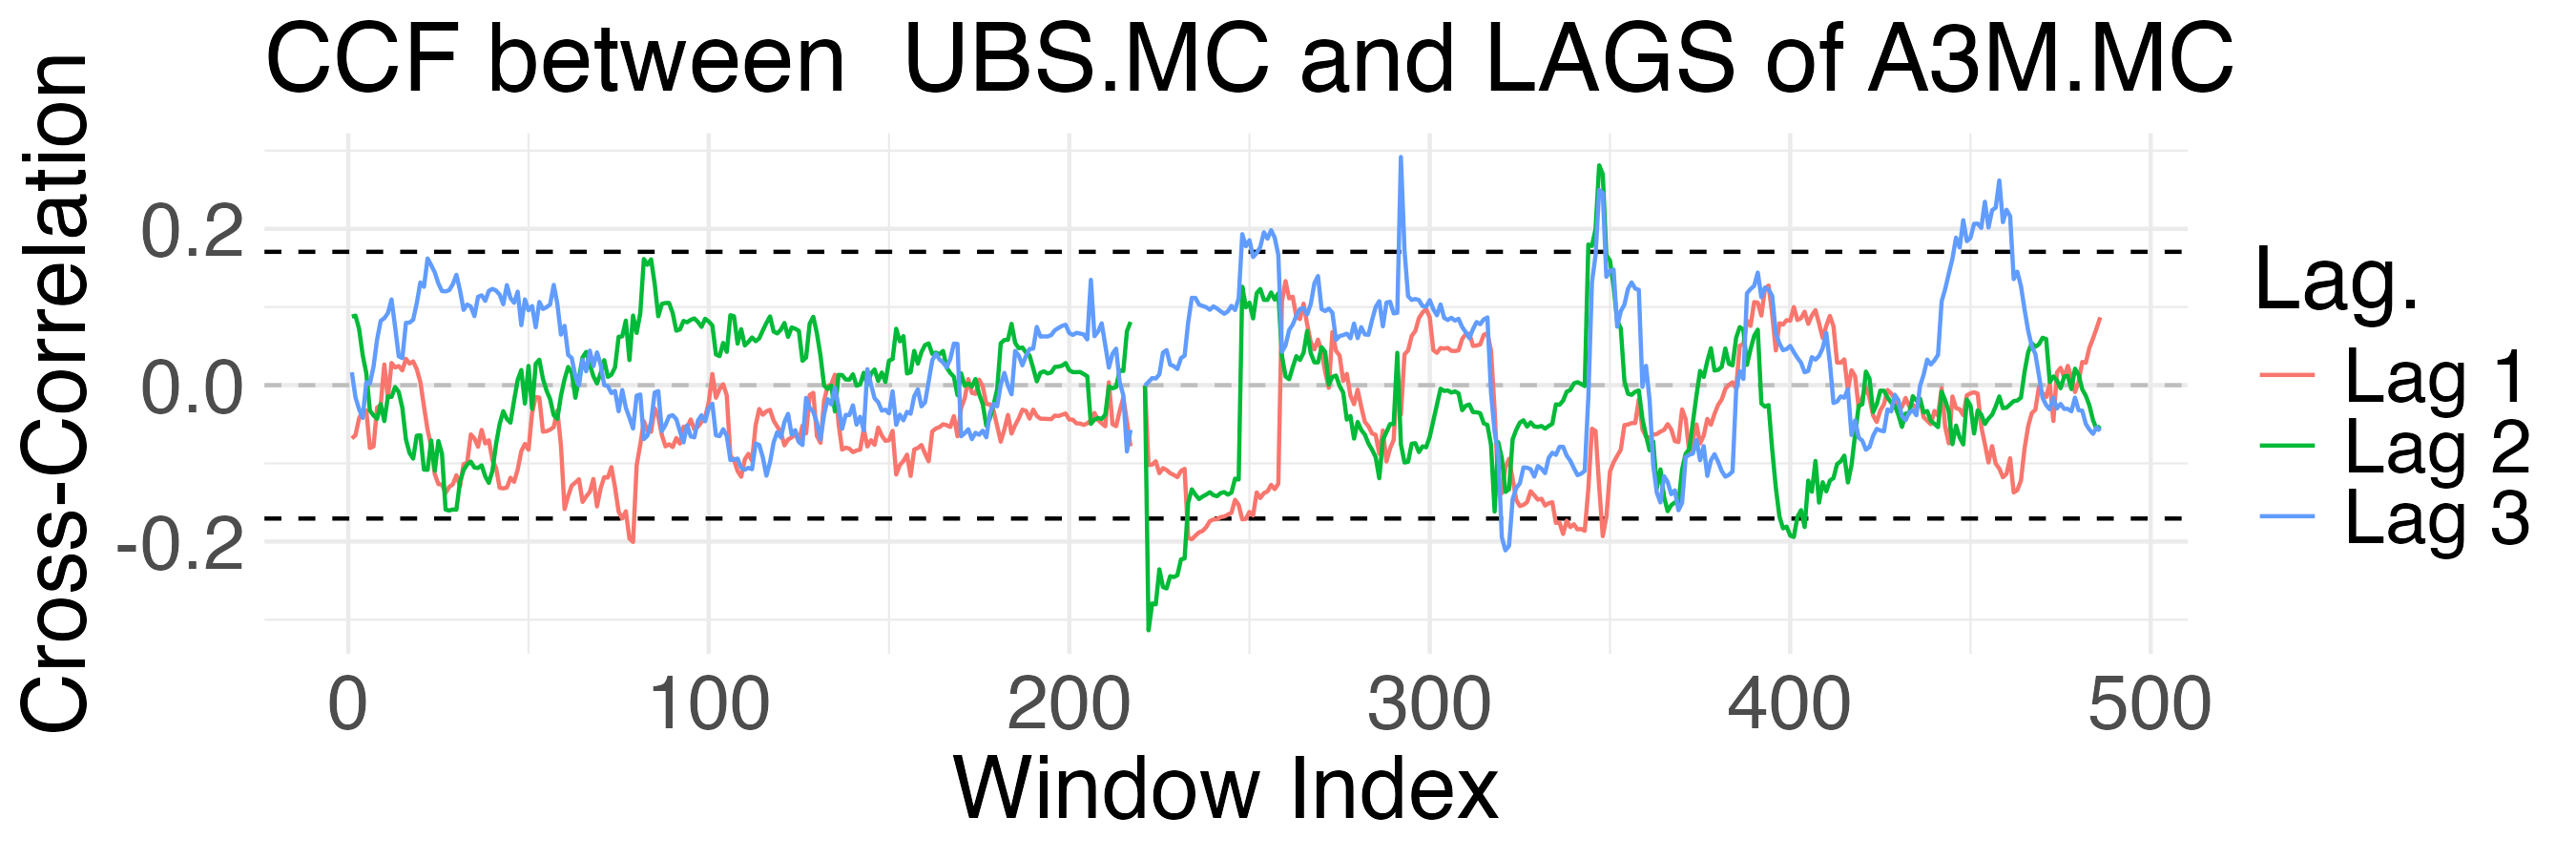 CCF between  UBS.MC and LAGS of A3M.MC
Cross-Correlation
0.2
0.0
-0.2
0 100 200 300 400 500
Window Index
Lag.
Lag 1
Lag 2
Lag 3